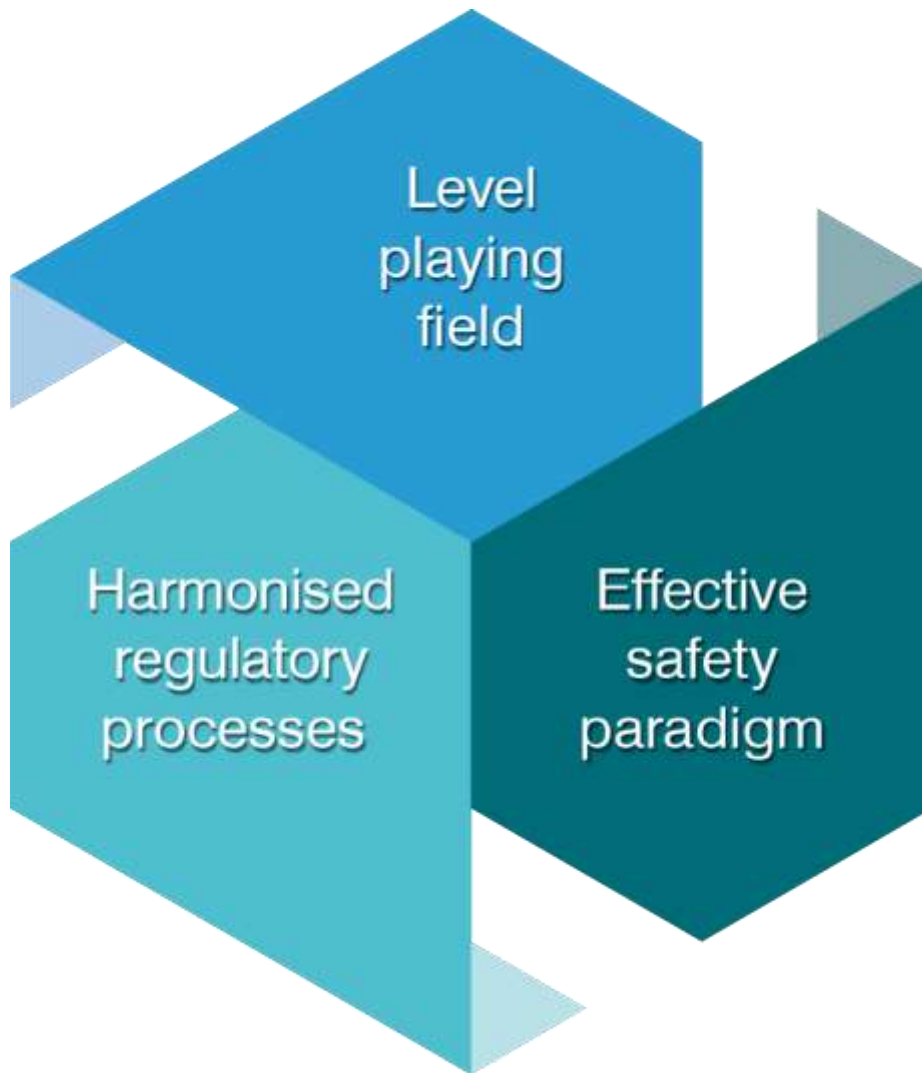 Level
playing
field
Harmonised
regulatory
processes
Effective
safety
paradigm